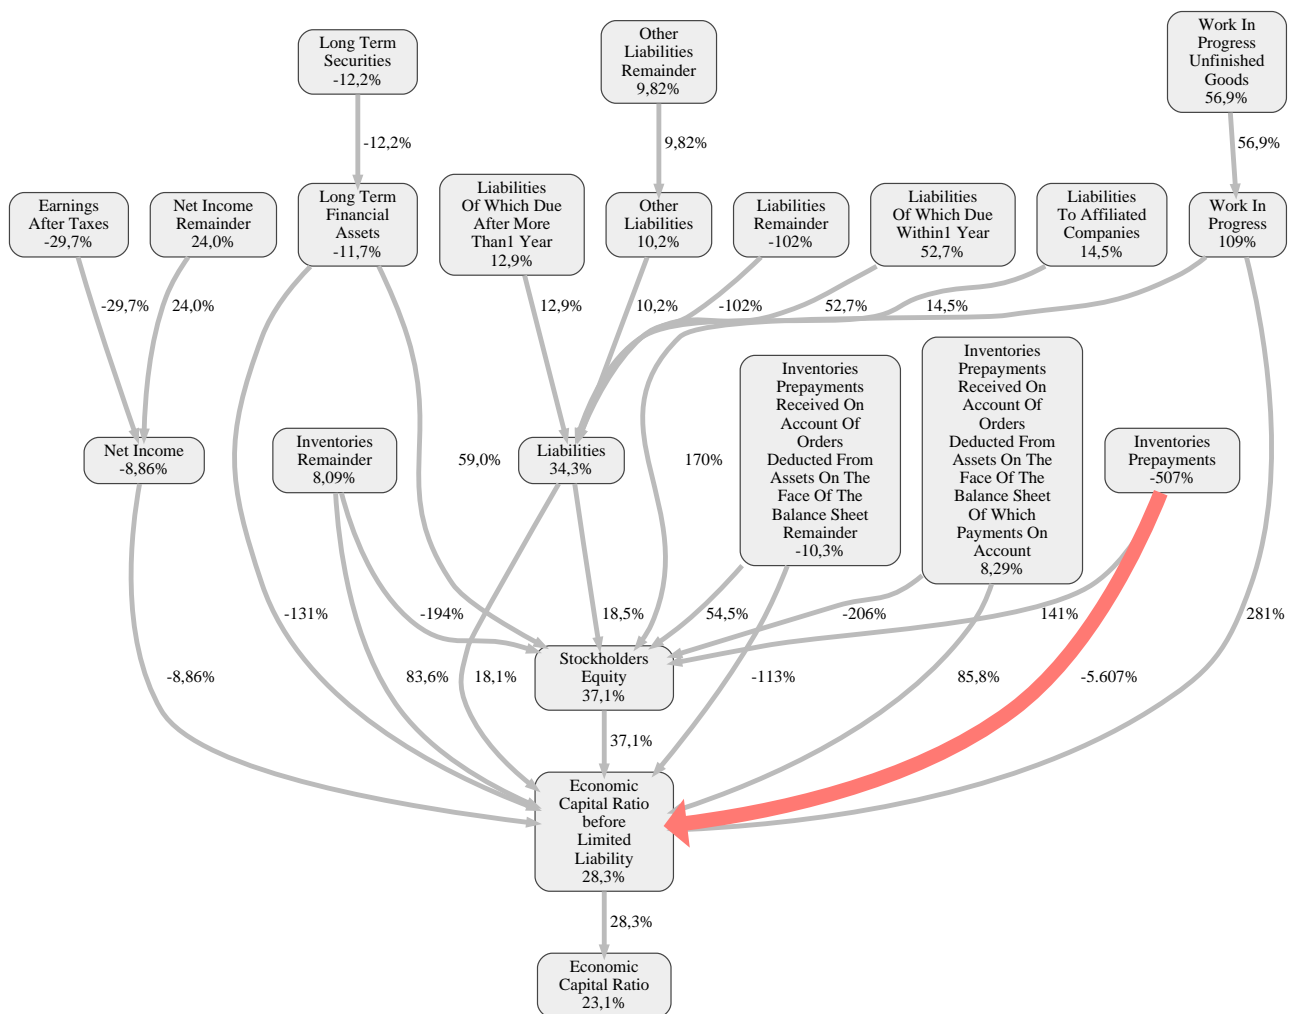 Long Term
Securities
-12,2%
Other
Liabilities
Remainder
9,82%
Work In
Progress
Unfinished
Goods
56,9%
-12,2%
9,82%
56,9%
Earnings
After Taxes
-29,7%
Net Income
Remainder
24,0%
Long Term
Financial
Assets
-11,7%
Liabilities
Of Which Due
After More
Than1 Year
12,9%
Other
Liabilities
10,2%
Liabilities
Remainder
-102%
Liabilities
Of Which Due
Within1 Year
52,7%
Liabilities
To Affiliated
Companies
14,5%
Work In
Progress
109%
-29,7%
24,0%
12,9%
10,2%
-102%
52,7%
14,5%
Net Income
-8,86%
Inventories
Remainder
8,09%
59,0%
Liabilities
34,3%
170%
Inventories
Prepayments
Received On
Account Of
Orders
Deducted From
Assets On The
Face Of The
Balance Sheet
Remainder
-10,3%
Inventories
Prepayments
Received On
Account Of
Orders
Deducted From
Assets On The
Face Of The
Balance Sheet
Of Which
Payments On
Account
8,29%
Inventories
Prepayments
-507%
-131%
-194%
18,5%
54,5%
-206%
141%
281%
-8,86%
83,6%
18,1%
Stockholders
Equity
37,1%
-113%
85,8%
-5.607%
37,1%
Economic
Capital Ratio
before
Limited
Liability
28,3%
28,3%
Economic
Capital Ratio
23,1%